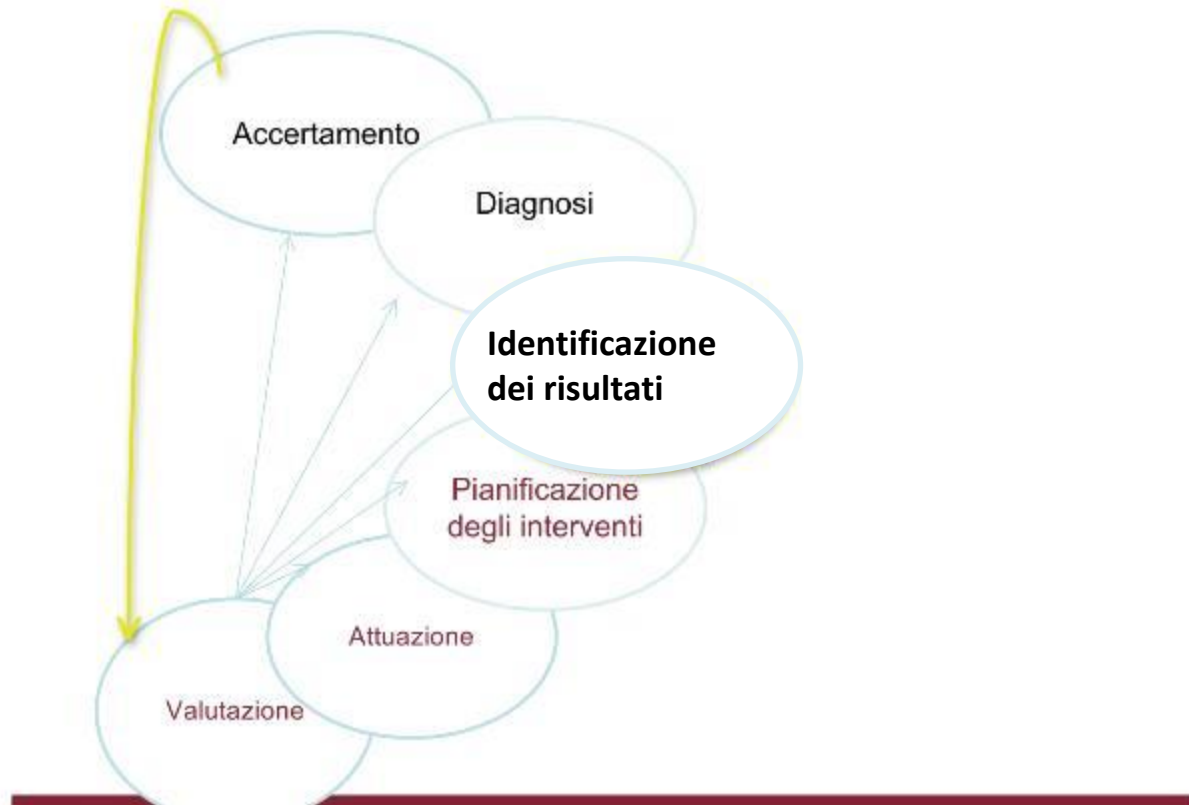 Accertamento
Diagnosi
Identificazione
dei risultati
Pianificazione
degli interventi
Attuazione
Valutazione